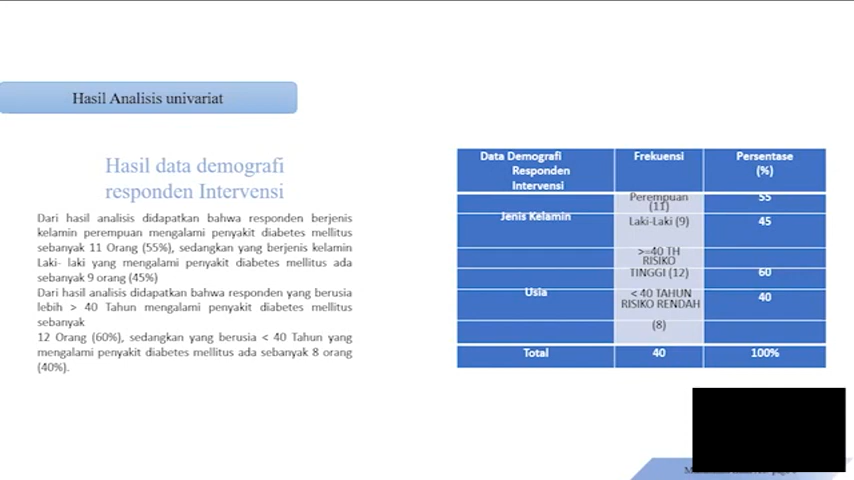 Hasil Analisis univariat
Hasil data demografi
responden Intervensi
Dari hasil analisis didapatkan bahwa responden berjenis
kelamin perempuan mengalami penyakit diabetes mellitus
sebanyak 11 Orang (55%), sedangkan yang berjenis kelamin
Laki- laki yang mengalami penyakit diabetes mellitus ada
sebanyak 9 orang (45%)
Dari hasil analisis didapatkan bahwa responden yang berusia
lebih > 40 Tahun mengalami penyakit diabetes mellitus
sebanyak
12 Orang (60%), sedangkan yang berusia < 40 Tahun yang
mengalami penyakit diabetes mellitus ada sebanyak 8 orang
(40%).
Data Demografi Frekuensi Persentase
Responden (%)
Intervensi
Perempuan 55
(11)
Jenis Kelamin
Laki-Laki (9) 45
>=40 TH
RISIKO
TINGGI (12) 60
Usia < 40 TAHUN 40
RISIKO RENDAH
(8)
Total 40 100%